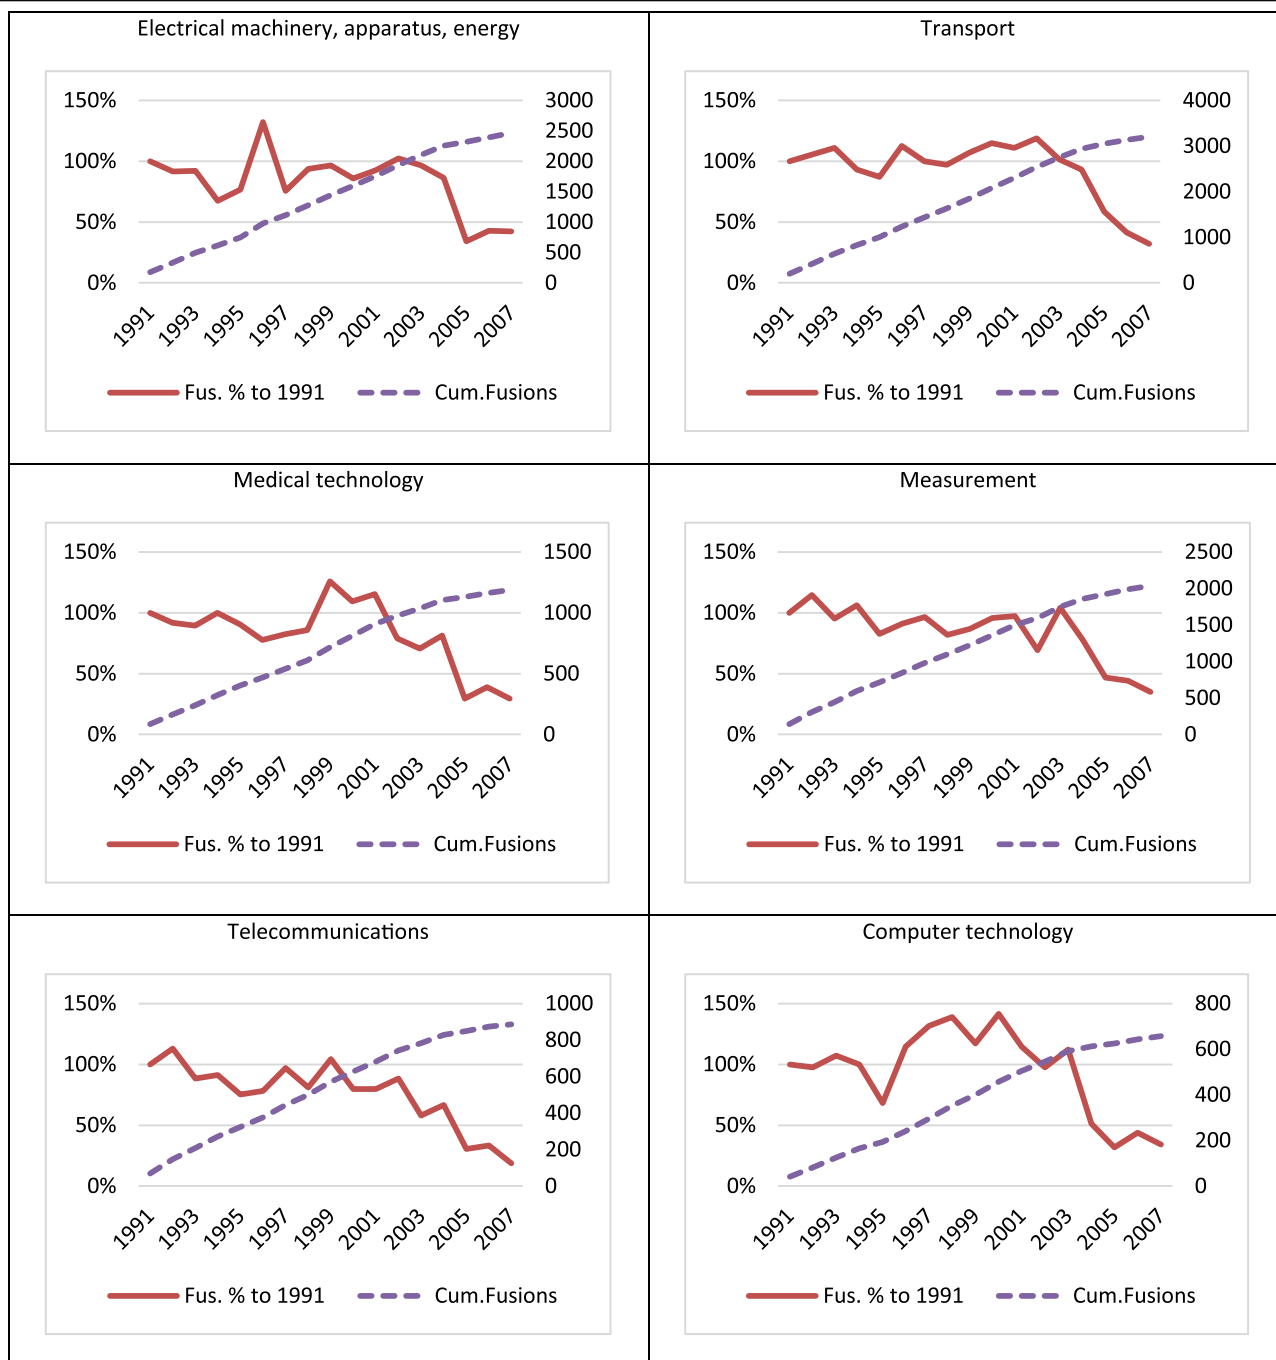 Electrical machinery, apparatus, energy
150% 3000
2500
100% 2000
1500
50% 1000
500
0% 0
1991 1993 1995 1997 1999 2001 2003 2005 2007
Fus. % to 1991 Cum.Fusions
Transport
150% 4000
3000
100%
2000
50%
1000
0% 0
1991 1993 1995 1997 1999 2001 2003 2005 2007
Fus. % to 1991 Cum.Fusions
Medical technology
150% 1500
100% 1000
50% 500
0% 0
1991 1993 1995 1997 1999 2001 2003 2005 2007
Fus. % to 1991 Cum.Fusions
Measurement
150% 2500
2000
100%
1500
1000
50%
500
0% 0
1991 1993 1995 1997 1999 2001 2003 2005 2007
Fus. % to 1991 Cum.Fusions
Telecommunications
150% 1000
800
100%
600
400
50%
200
0% 0
1991 1993 1995 1997 1999 2001 2003 2005 2007
Fus. % to 1991 Cum.Fusions
Computer technology
150% 800
600
100%
400
50%
200
0% 0
1991 1993 1995 1997 1999 2001 2003 2005 2007
Fus. % to 1991 Cum.Fusions